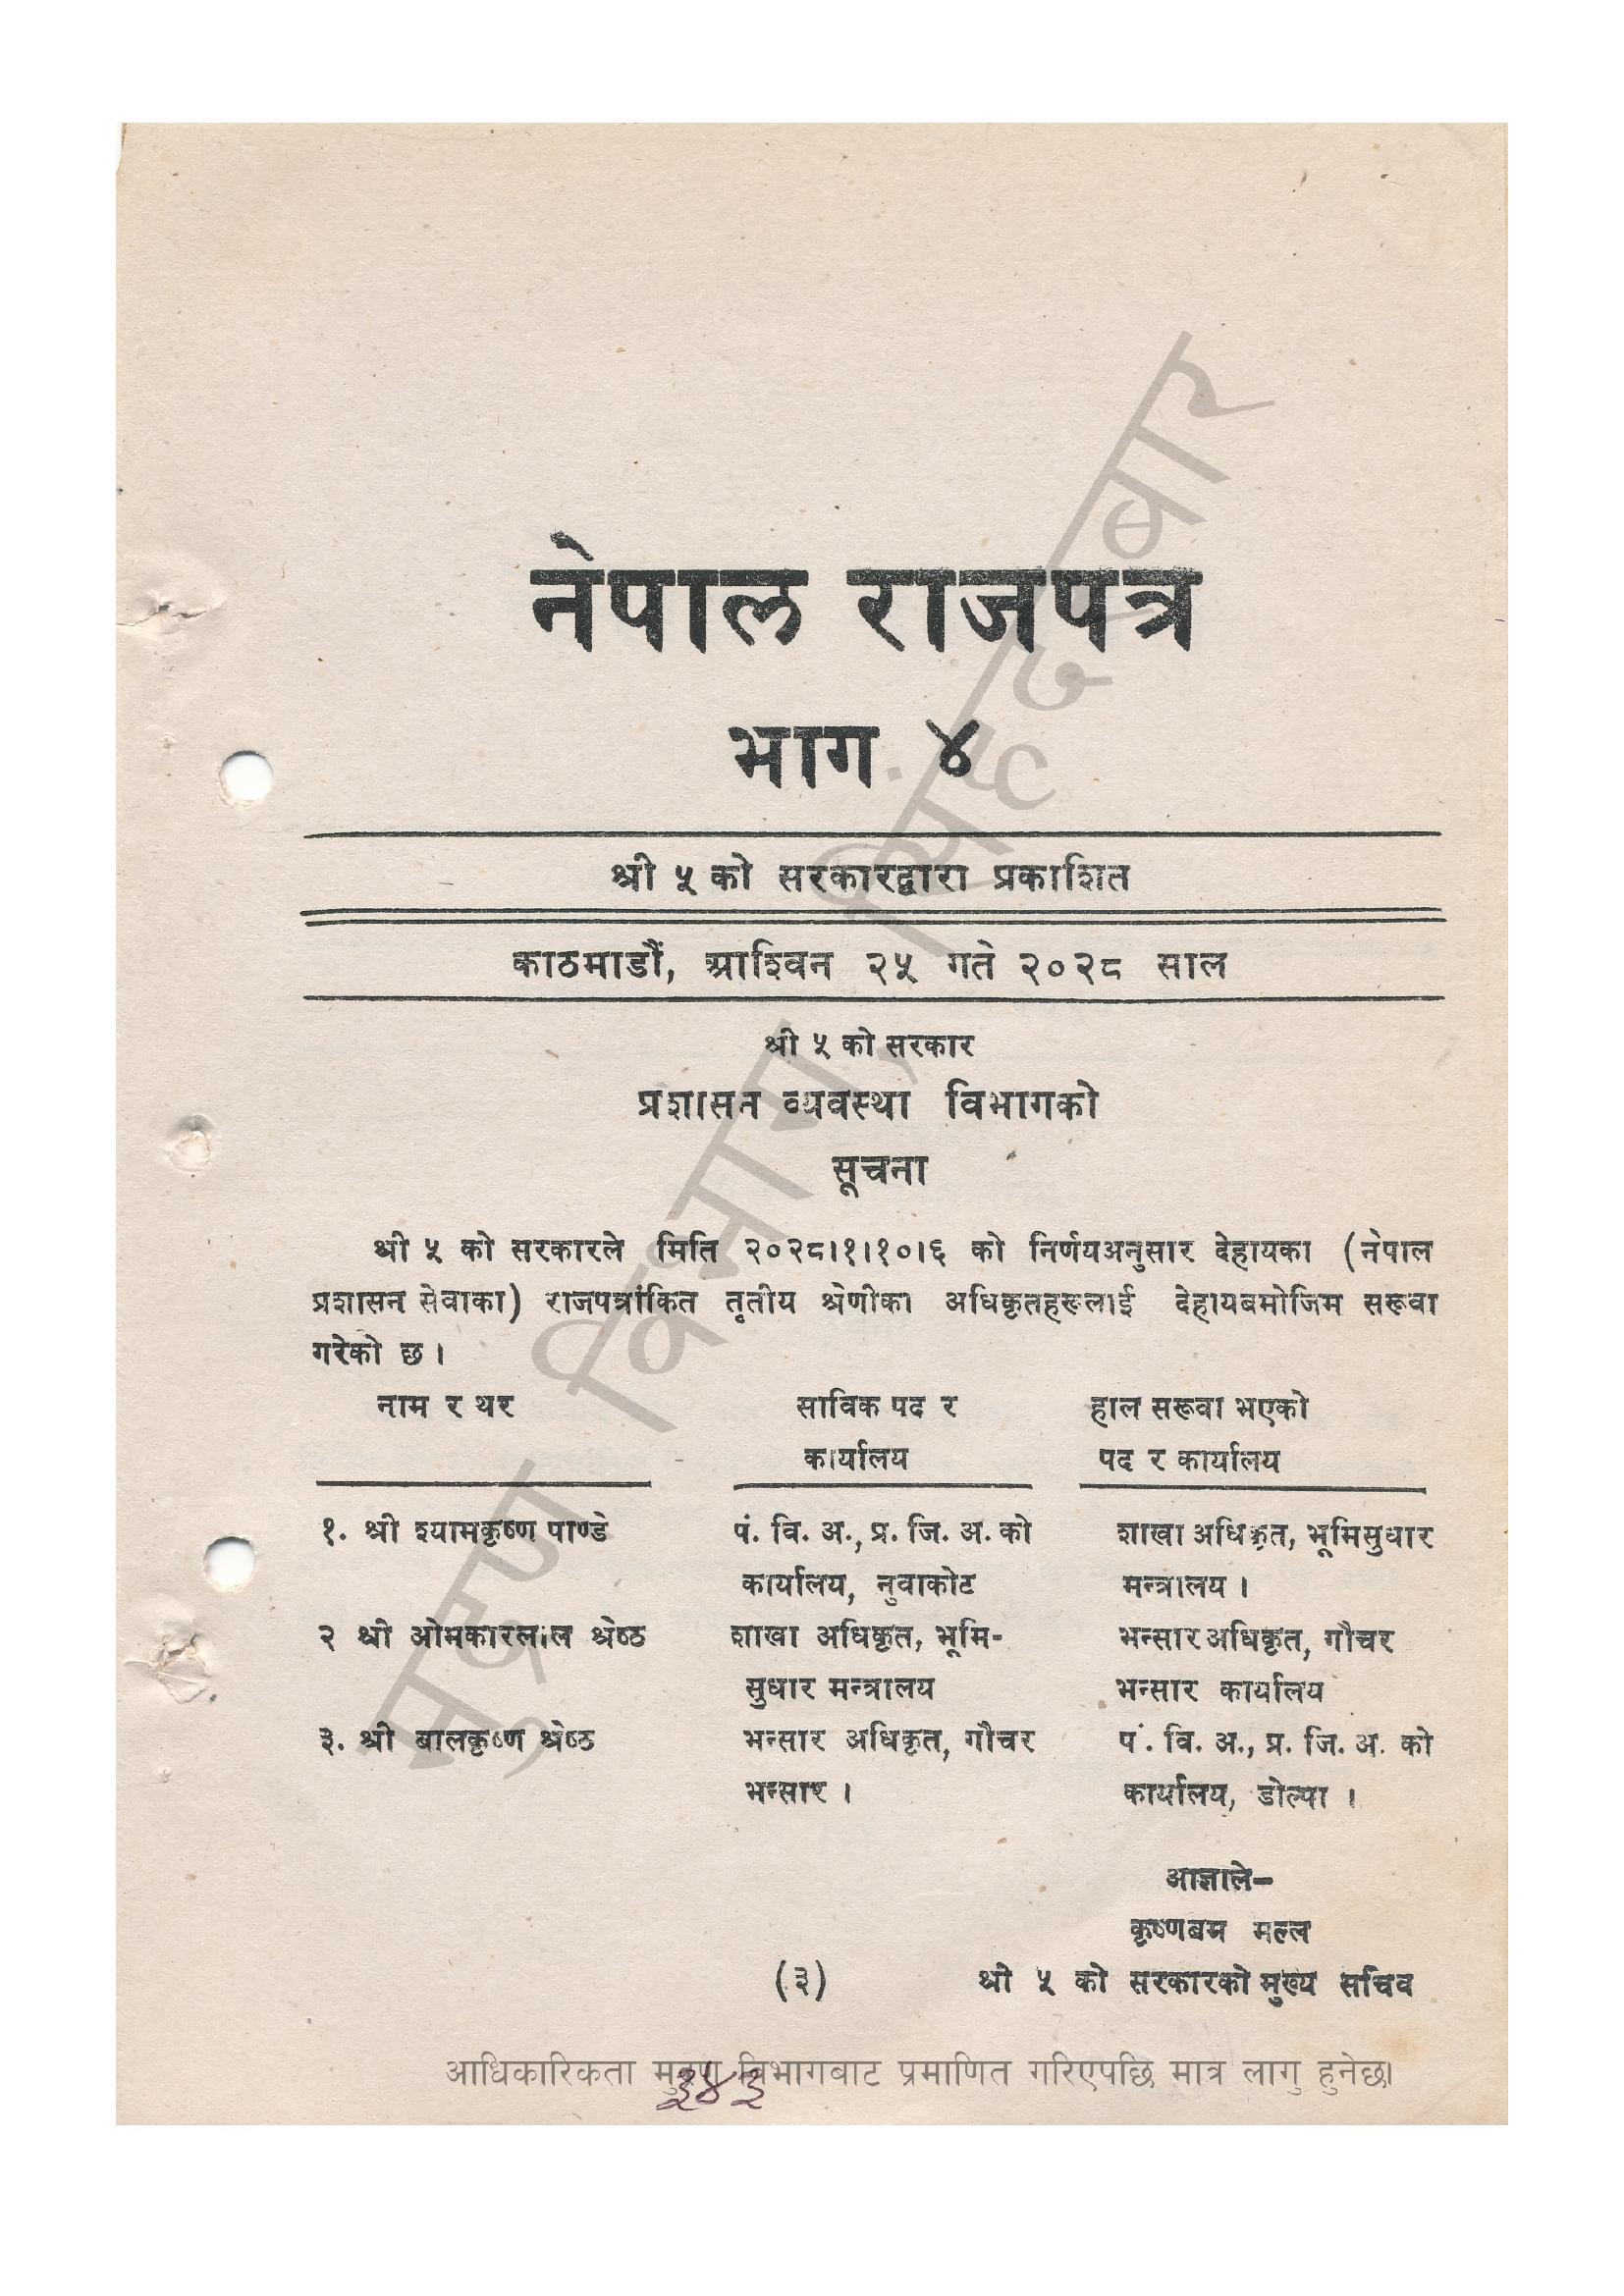 नेपाल राजपत्र
भाग ४
श्री ५ को सरकारद्वारा प्रकाशित
काठमाडौं, आश्विन २५ गते २०२८ साल
श्री ५ को सरकार
प्रशासन व्यवस्था विभागको
सूचना
श्री ५ को सरकारले मिति २०२८।१।१०।६ को निर्णयअनुसार देहायका (नेपाल
प्रशासन सेवाका) राजपत्रांकित तृतीय श्रेणीका अधिकृतहरूलाई देहायबमोजिम सरूवा
गरेको छ ।
नाम र थर साविक पद र हाल सरूवा भएको
कार्यालय पद र कार्यालय
१. श्री श्यामकृष्ण पाण्डे पं. वि. अ., प्र. जि. अ. को शाखा अधिकृत, भूमिसुधार
कार्यालय, नुवाकोट मन्त्रालय ।
२ श्री ओमकारलाल श्रेष्ठ शाखा अधिकृत, भूमि- भन्सार अधिकृत, गौचर
सुधार मन्त्रालय भन्सार कार्यालय
३. श्री बालकृष्ण श्रेष्ठ भन्सार अधिकृत, गौचर पं. वि. अ., प्र. जि. अ. को
भन्सार । कार्यालय, डोल्पा ।
आज्ञाले-
कृष्णबम मल्ल
(३) श्री ५ को सरकारको मुख्य सचिव
आधिकारिकता मुद्रण विभागबाट प्रमाणित गरिएपछि मात्र लागु हुनेछ।
३४३
मुद्रण विभाग, सिंहदरबार